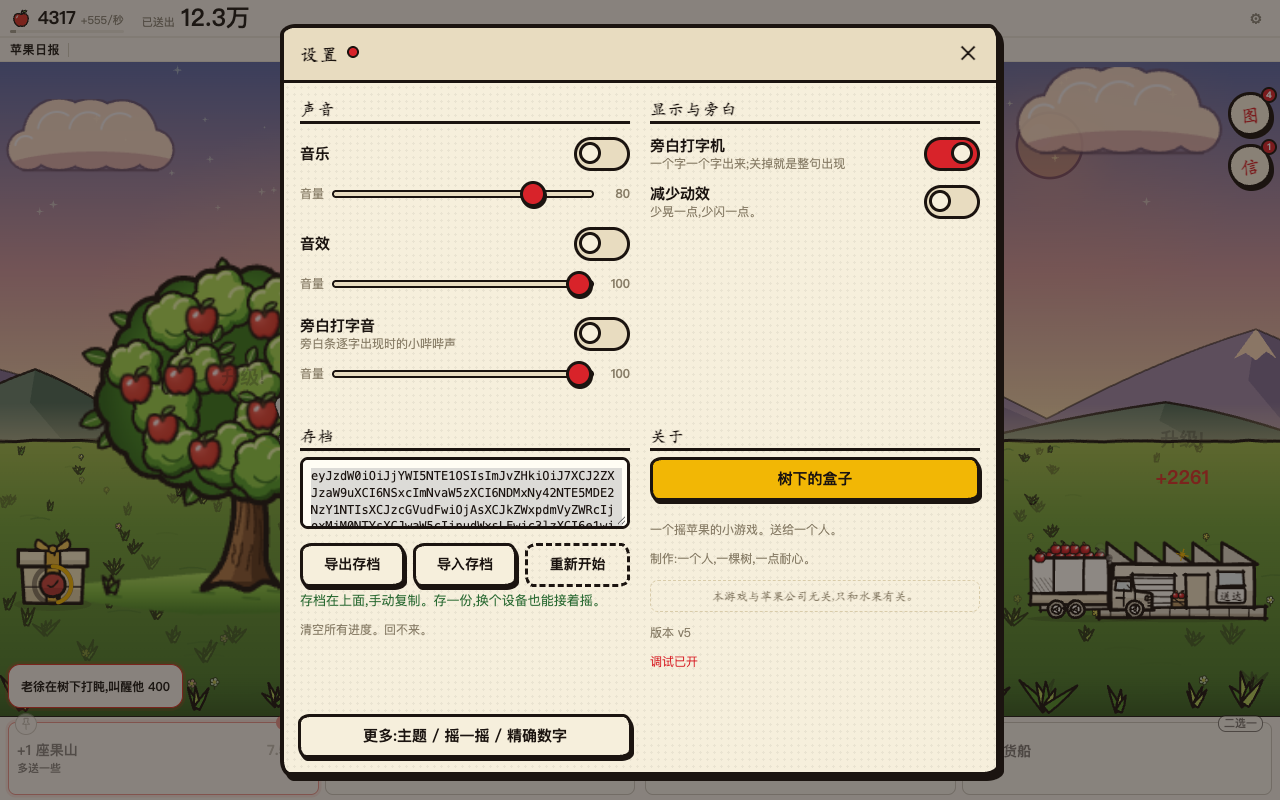 4317 +555/秒 已送出 12.3万
苹果日报
设置
声音
音乐
音量 80
音效
音量 100
旁白打字音
旁白条逐字出现时的小哔哔声
音量 100
显示与旁白
旁白打字机
一个字一个字出来;关掉就是整句出现
减少动效
少晃一点,少闪一点。
存档
eyJzdW0iOiJjYWI5NTE1OSIsImJvZHkiOiJ7XCJ2ZX
JzaW9uXCI6NSxcImNvaW5zXCI6NDMxNy42NTE5MDE2
NzY1NTIsXCJzcGVudFwiOjAsXCJkZWxpdmVyZWRcIj
导出存档
导入存档
重新开始
存档在上面,手动复制。存一份,换个设备也能接着摇。
清空所有进度。回不来。
更多:主题 / 摇一摇 / 精确数字
关于
树下的盒子
一个摇苹果的小游戏。送给一个人。
制作:一个人,一棵树,一点耐心。
本游戏与苹果公司无关,只和水果有关。
版本 v5
调试已开
图 4
信 1
升级!
升级!
+2261
送达
老徐在树下打盹,叫醒他 400
+1 座果山 7.
多送一些
二选一
货船